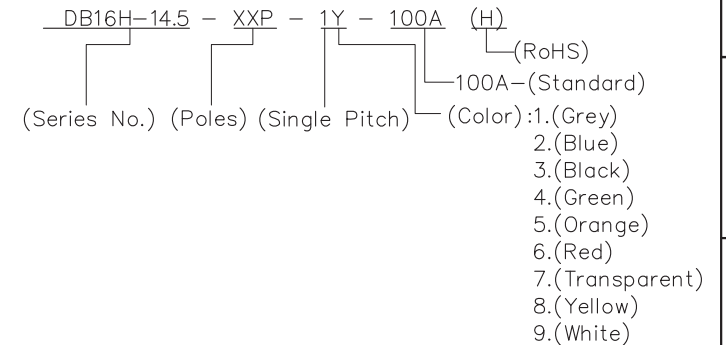 DB16H-14.5 - XXP - 1Y - 100A (H)
(RoHS)
100A-(Standard)
(Series No.) (Poles) (Single Pitch) (Color):1.(Grey)
2.(Blue)
3.(Black)
4.(Green)
5.(Orange)
6.(Red)
7.(Transparent)
8.(Yellow)
9.(White)